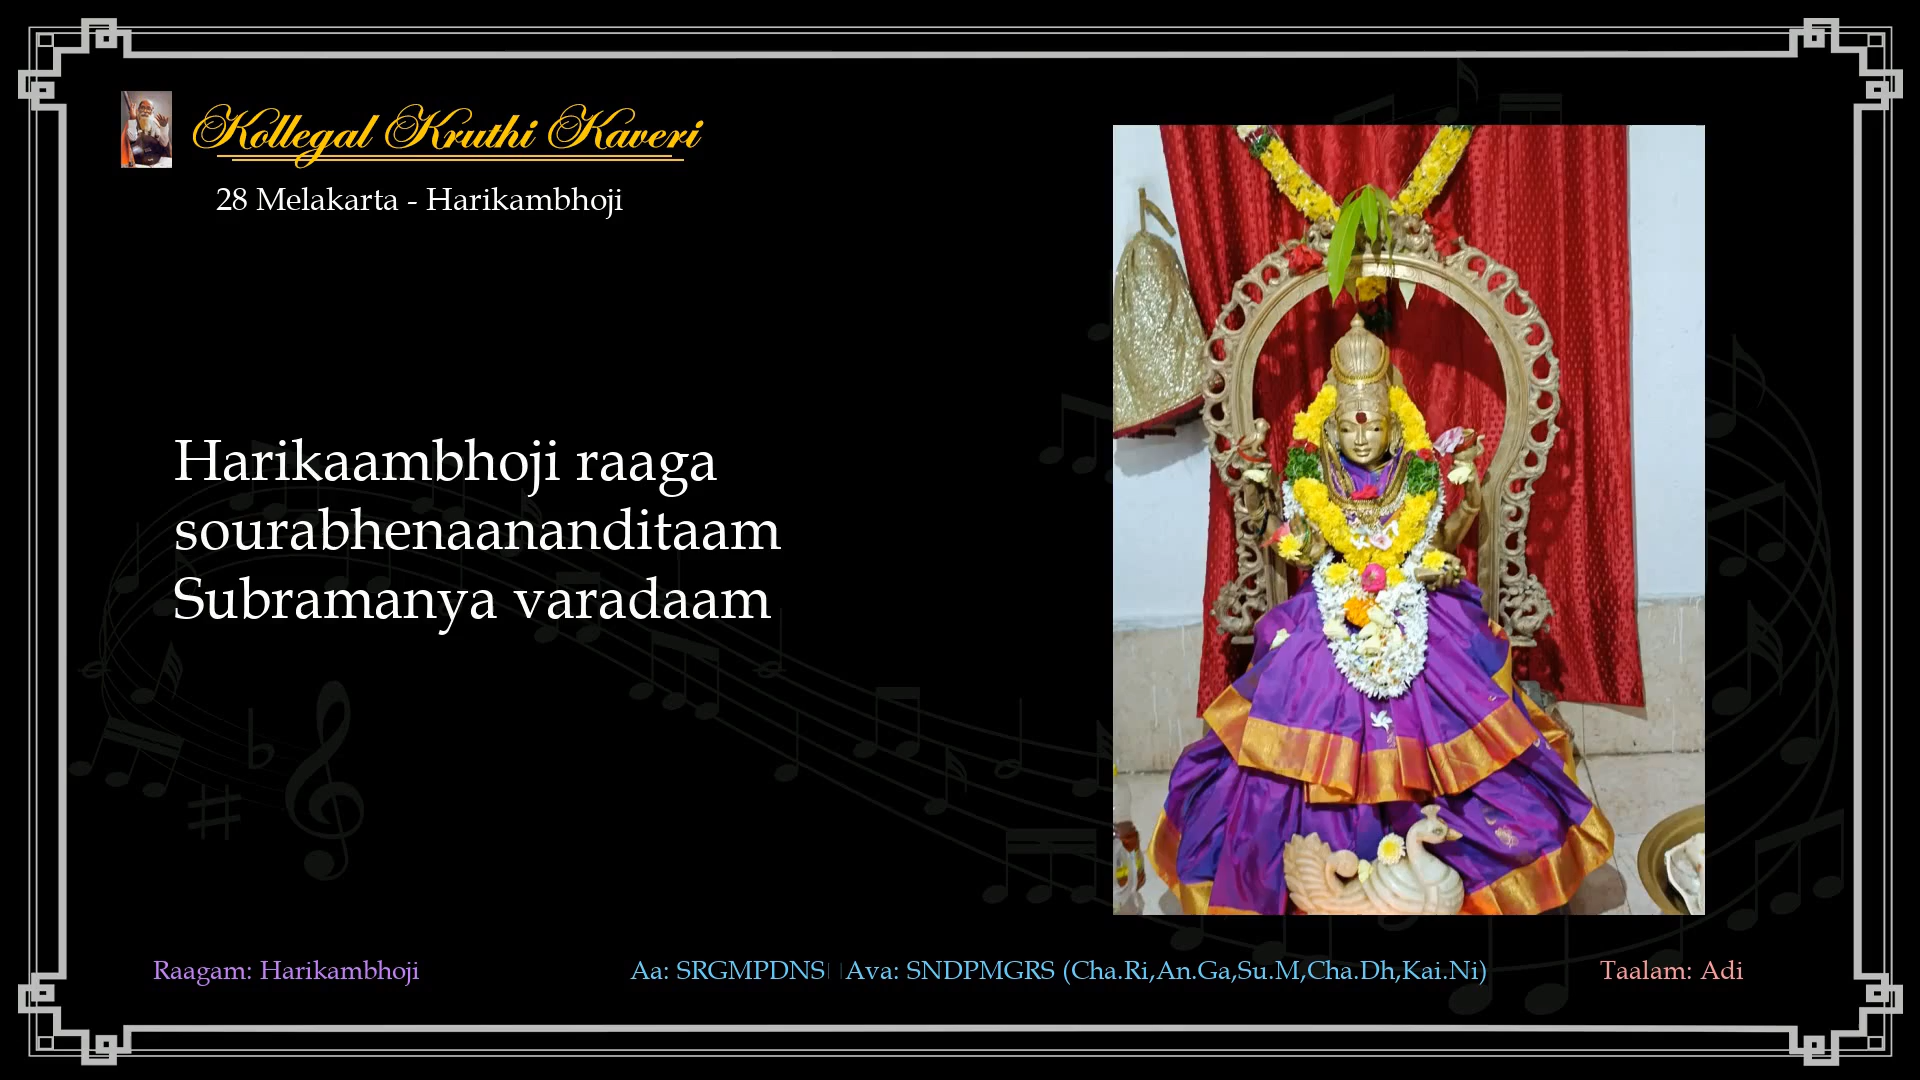 Kollegal Kruthi Kaveri
28 Melakarta - Harikambhoji
Harikaambhoji raaga
sourabhenaananditaam
Subramanya varadaam
Raagam: Harikambhoji
Aa: SRGMPDNS Ava: SNDPMGRS (Cha.Ri,An.Ga,Su.M,Cha.Dh,Kai.Ni)
Taalam: Adi